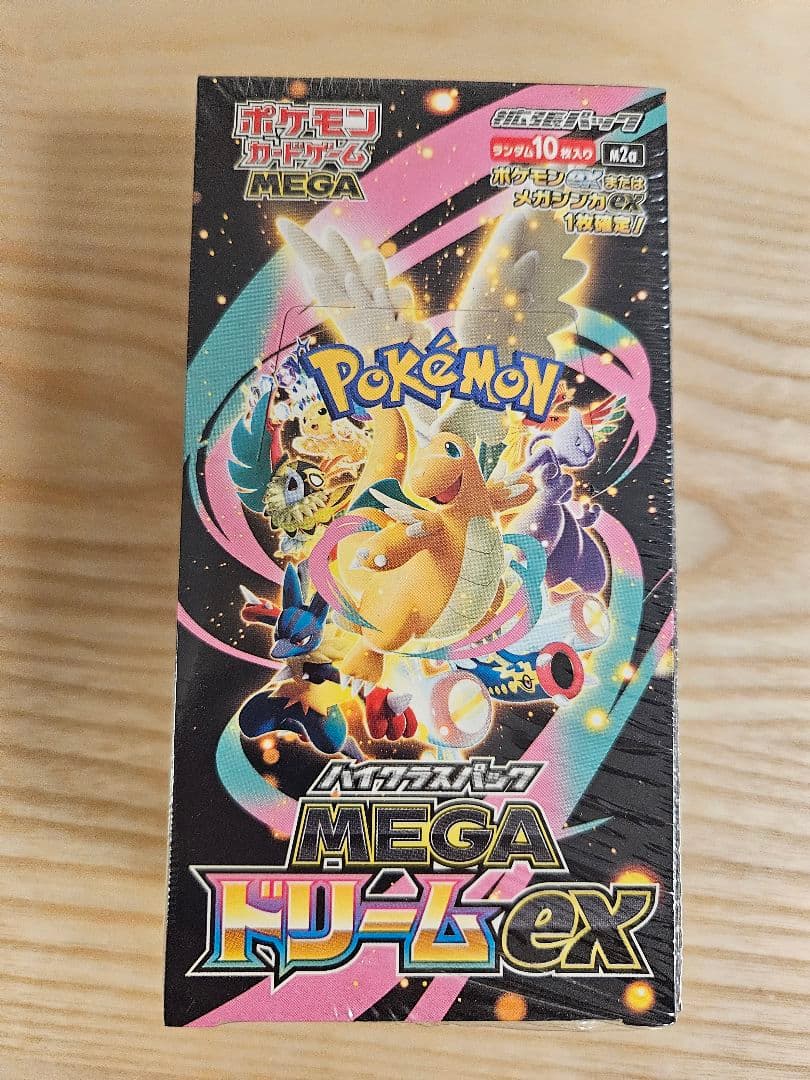 ポケモン
カードゲーム
MEGA
拡張パック
ランダム10枚入り
M2a
ポケモンexまたは
メガシンカex
1枚確定!
POKÉMON
TM
ハイクラスパック
MEGA
ドリームex